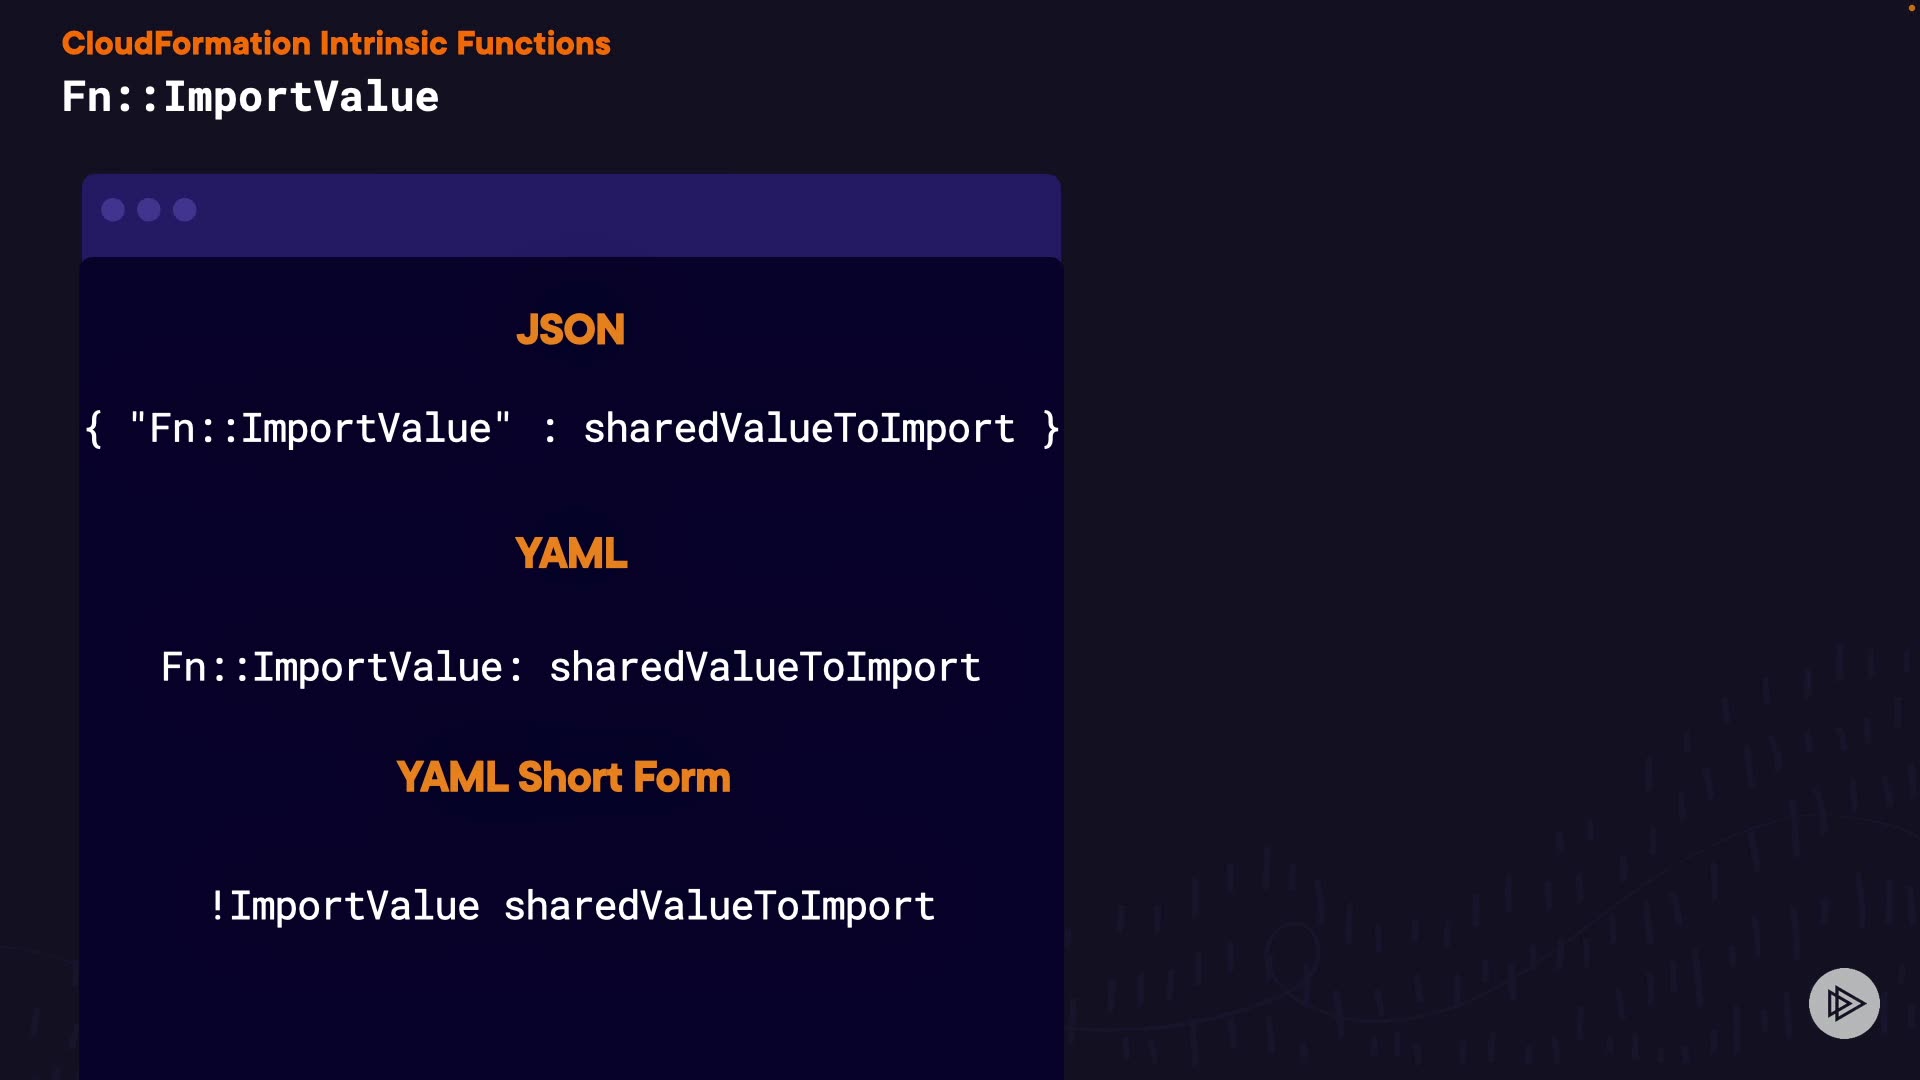 CloudFormation Intrinsic Functions
Fn::ImportValue
JSON
{ "Fn::ImportValue" : sharedValueToImport }
YAML
Fn::ImportValue: sharedValueToImport
YAML Short Form
!ImportValue sharedValueToImport